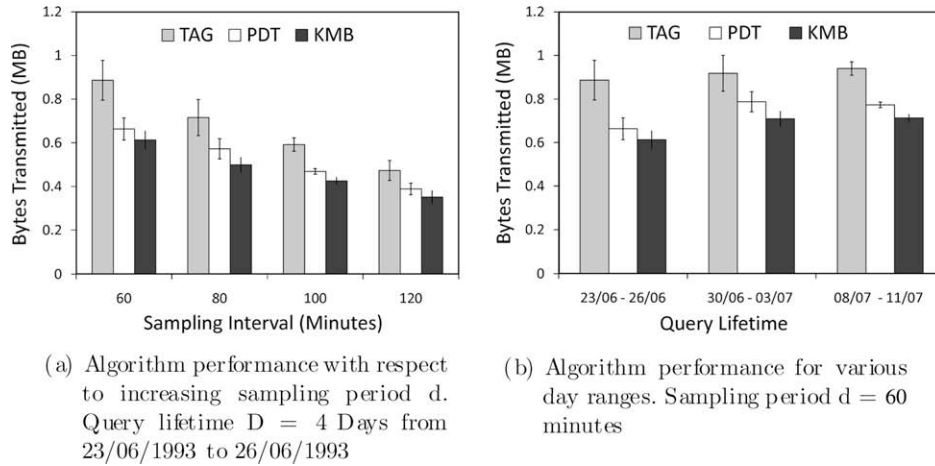 1.2
1
0.8
0.6
0.4
0.2
0
Bytes Transmitted (MB)
TAG PDT KMB
60 80 100 120
Sampling Interval (Minutes)
(a) Algorithm performance with respect
to increasing sampling period d.
Query lifetime D = 4 Days from
23/06/1993 to 26/06/1993
1.2
1
0.8
0.6
0.4
0.2
0
Bytes Transmitted (MB)
TAG PDT KMB
23/06 - 26/06 30/06 - 03/07 08/07 - 11/07
Query Lifetime
(b) Algorithm performance for various
day ranges. Sampling period d = 60
minutes